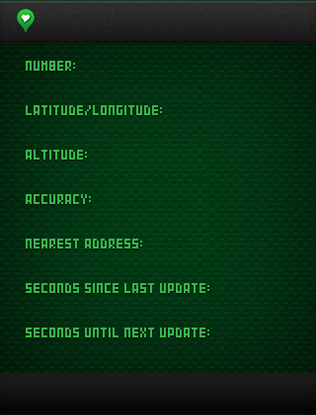 NUMBER:
LATITUDE/LONGITUDE:
ALTITUDE:
ACCURACY:
NEAREST ADDRESS:
SECONDS SINCE LAST UPDATE:
SECONDS UNTIL NEXT UPDATE: